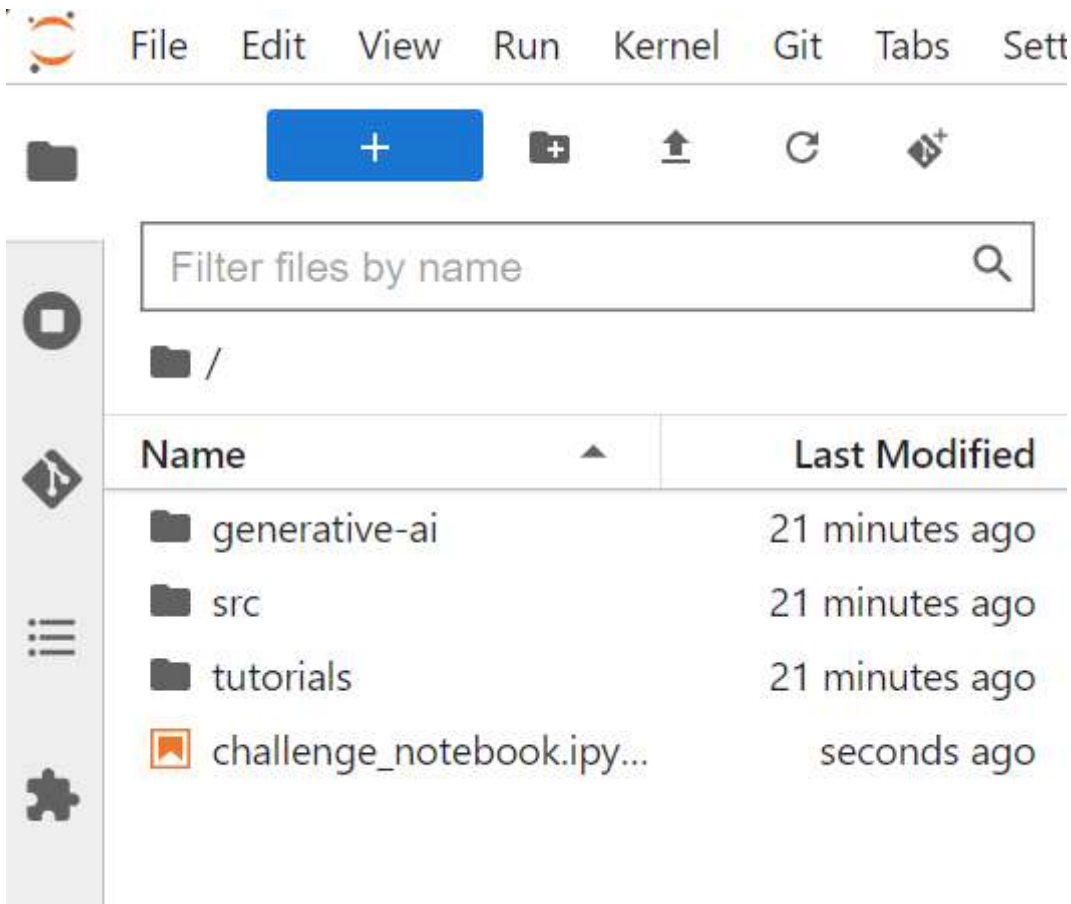 File Edit View Run Kernel Git Tabs Sett
Filter files by name
/
Name Last Modified
generative-ai 21 minutes ago
src 21 minutes ago
tutorials 21 minutes ago
challenge_notebook.ipy... seconds ago